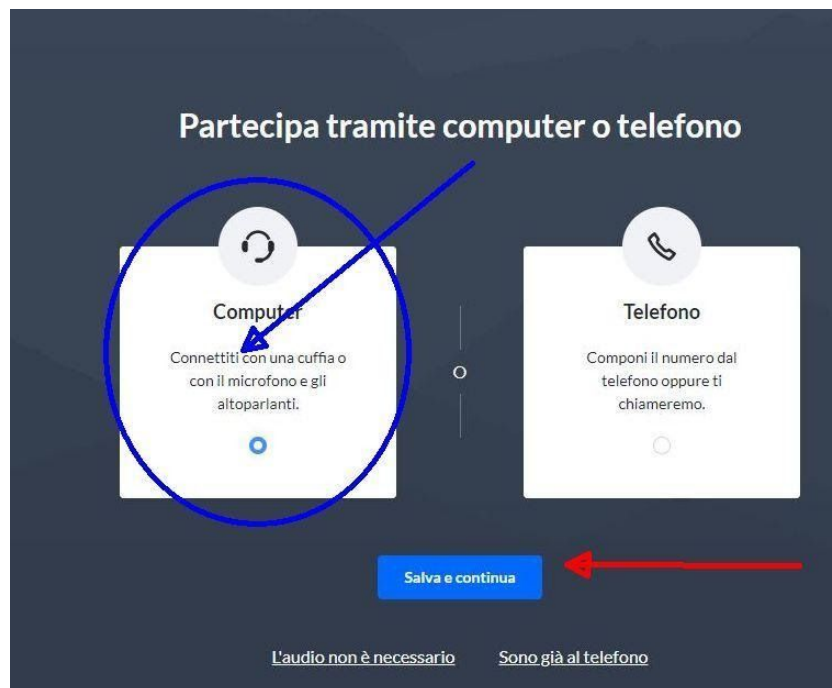 Partecipa tramite computer o telefono
Computer
Connettiti con una cuffia o
con il microfono e gli
altoparlanti.
O
Telefono
Componi il numero dal
telefono oppure ti
chiameremo.
Salva e continua
L'audio non è necessario
Sono già al telefono